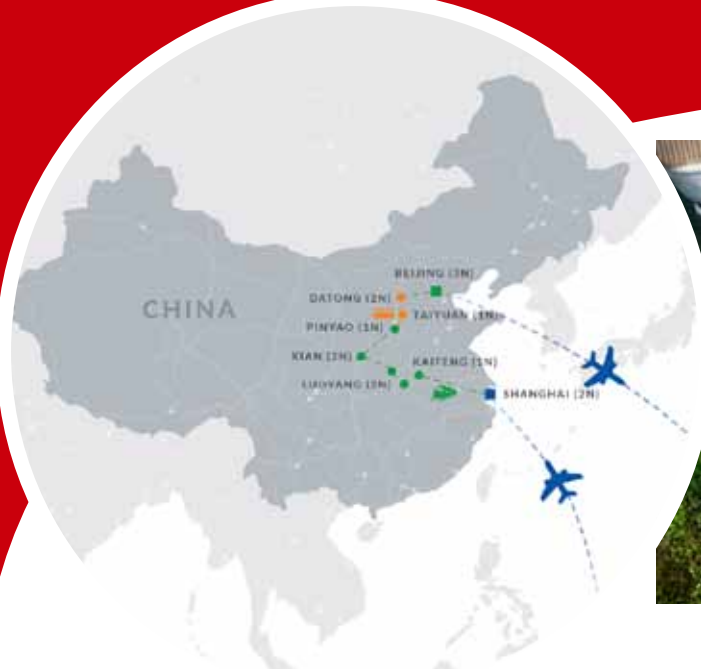 BEIJING (3N)
DATONG (2N)
TAIYUAN (1N)
PINYAO (1N)
CHINA
XIAN (2N)
KAIFENG (1N)
LUOYANG (2N)
SHANGHAI (2N)